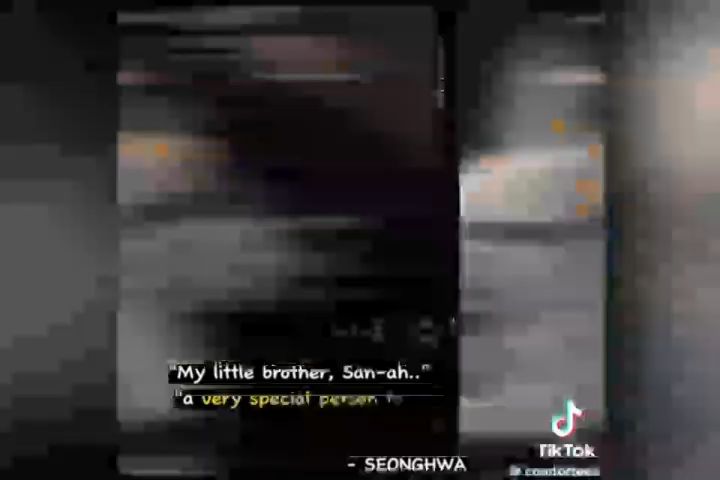 "My little brother, San-ah.."
"a very special person
- SEONGHWA
TikTok